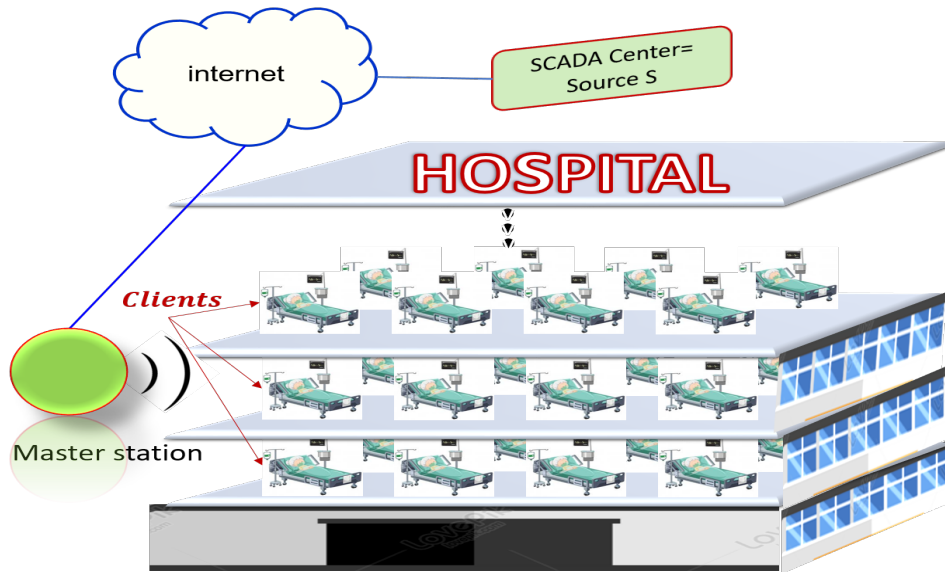 internet
SCADA Center=
Source S
HOSPITAL
Clients
Master station